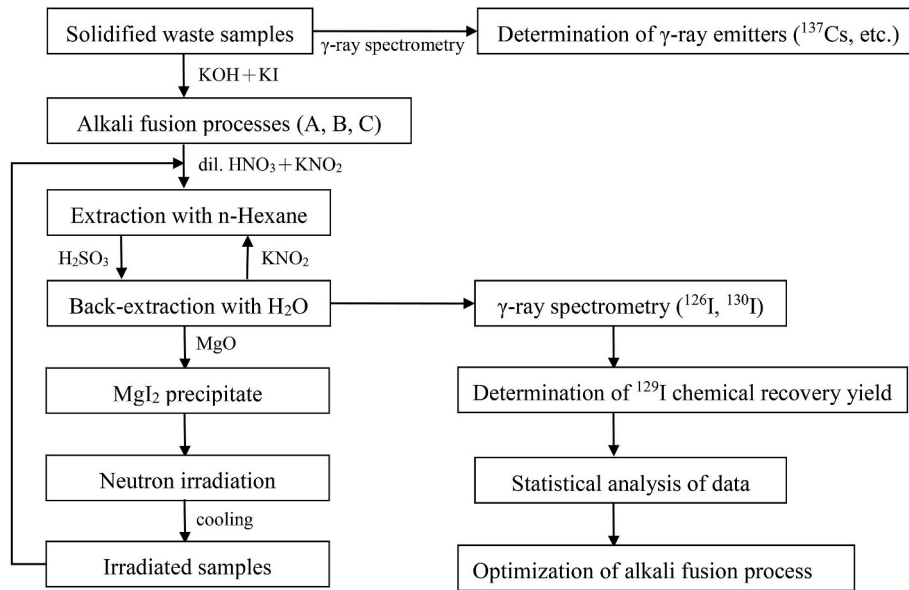 Solidified waste samples
γ-ray spectrometry
Determination of γ-ray emitters (¹³⁷Cs, etc.)
KOH+KI
Alkali fusion processes (A, B, C)
dil. HNO₃+KNO₂
Extraction with n-Hexane
H₂SO₃
KNO₂
Back-extraction with H₂O
γ-ray spectrometry (¹²⁶I, ¹³⁰I)
MgO
MgI₂ precipitate
Determination of ¹²⁹I chemical recovery yield
Neutron irradiation
Statistical analysis of data
cooling
Irradiated samples
Optimization of alkali fusion process